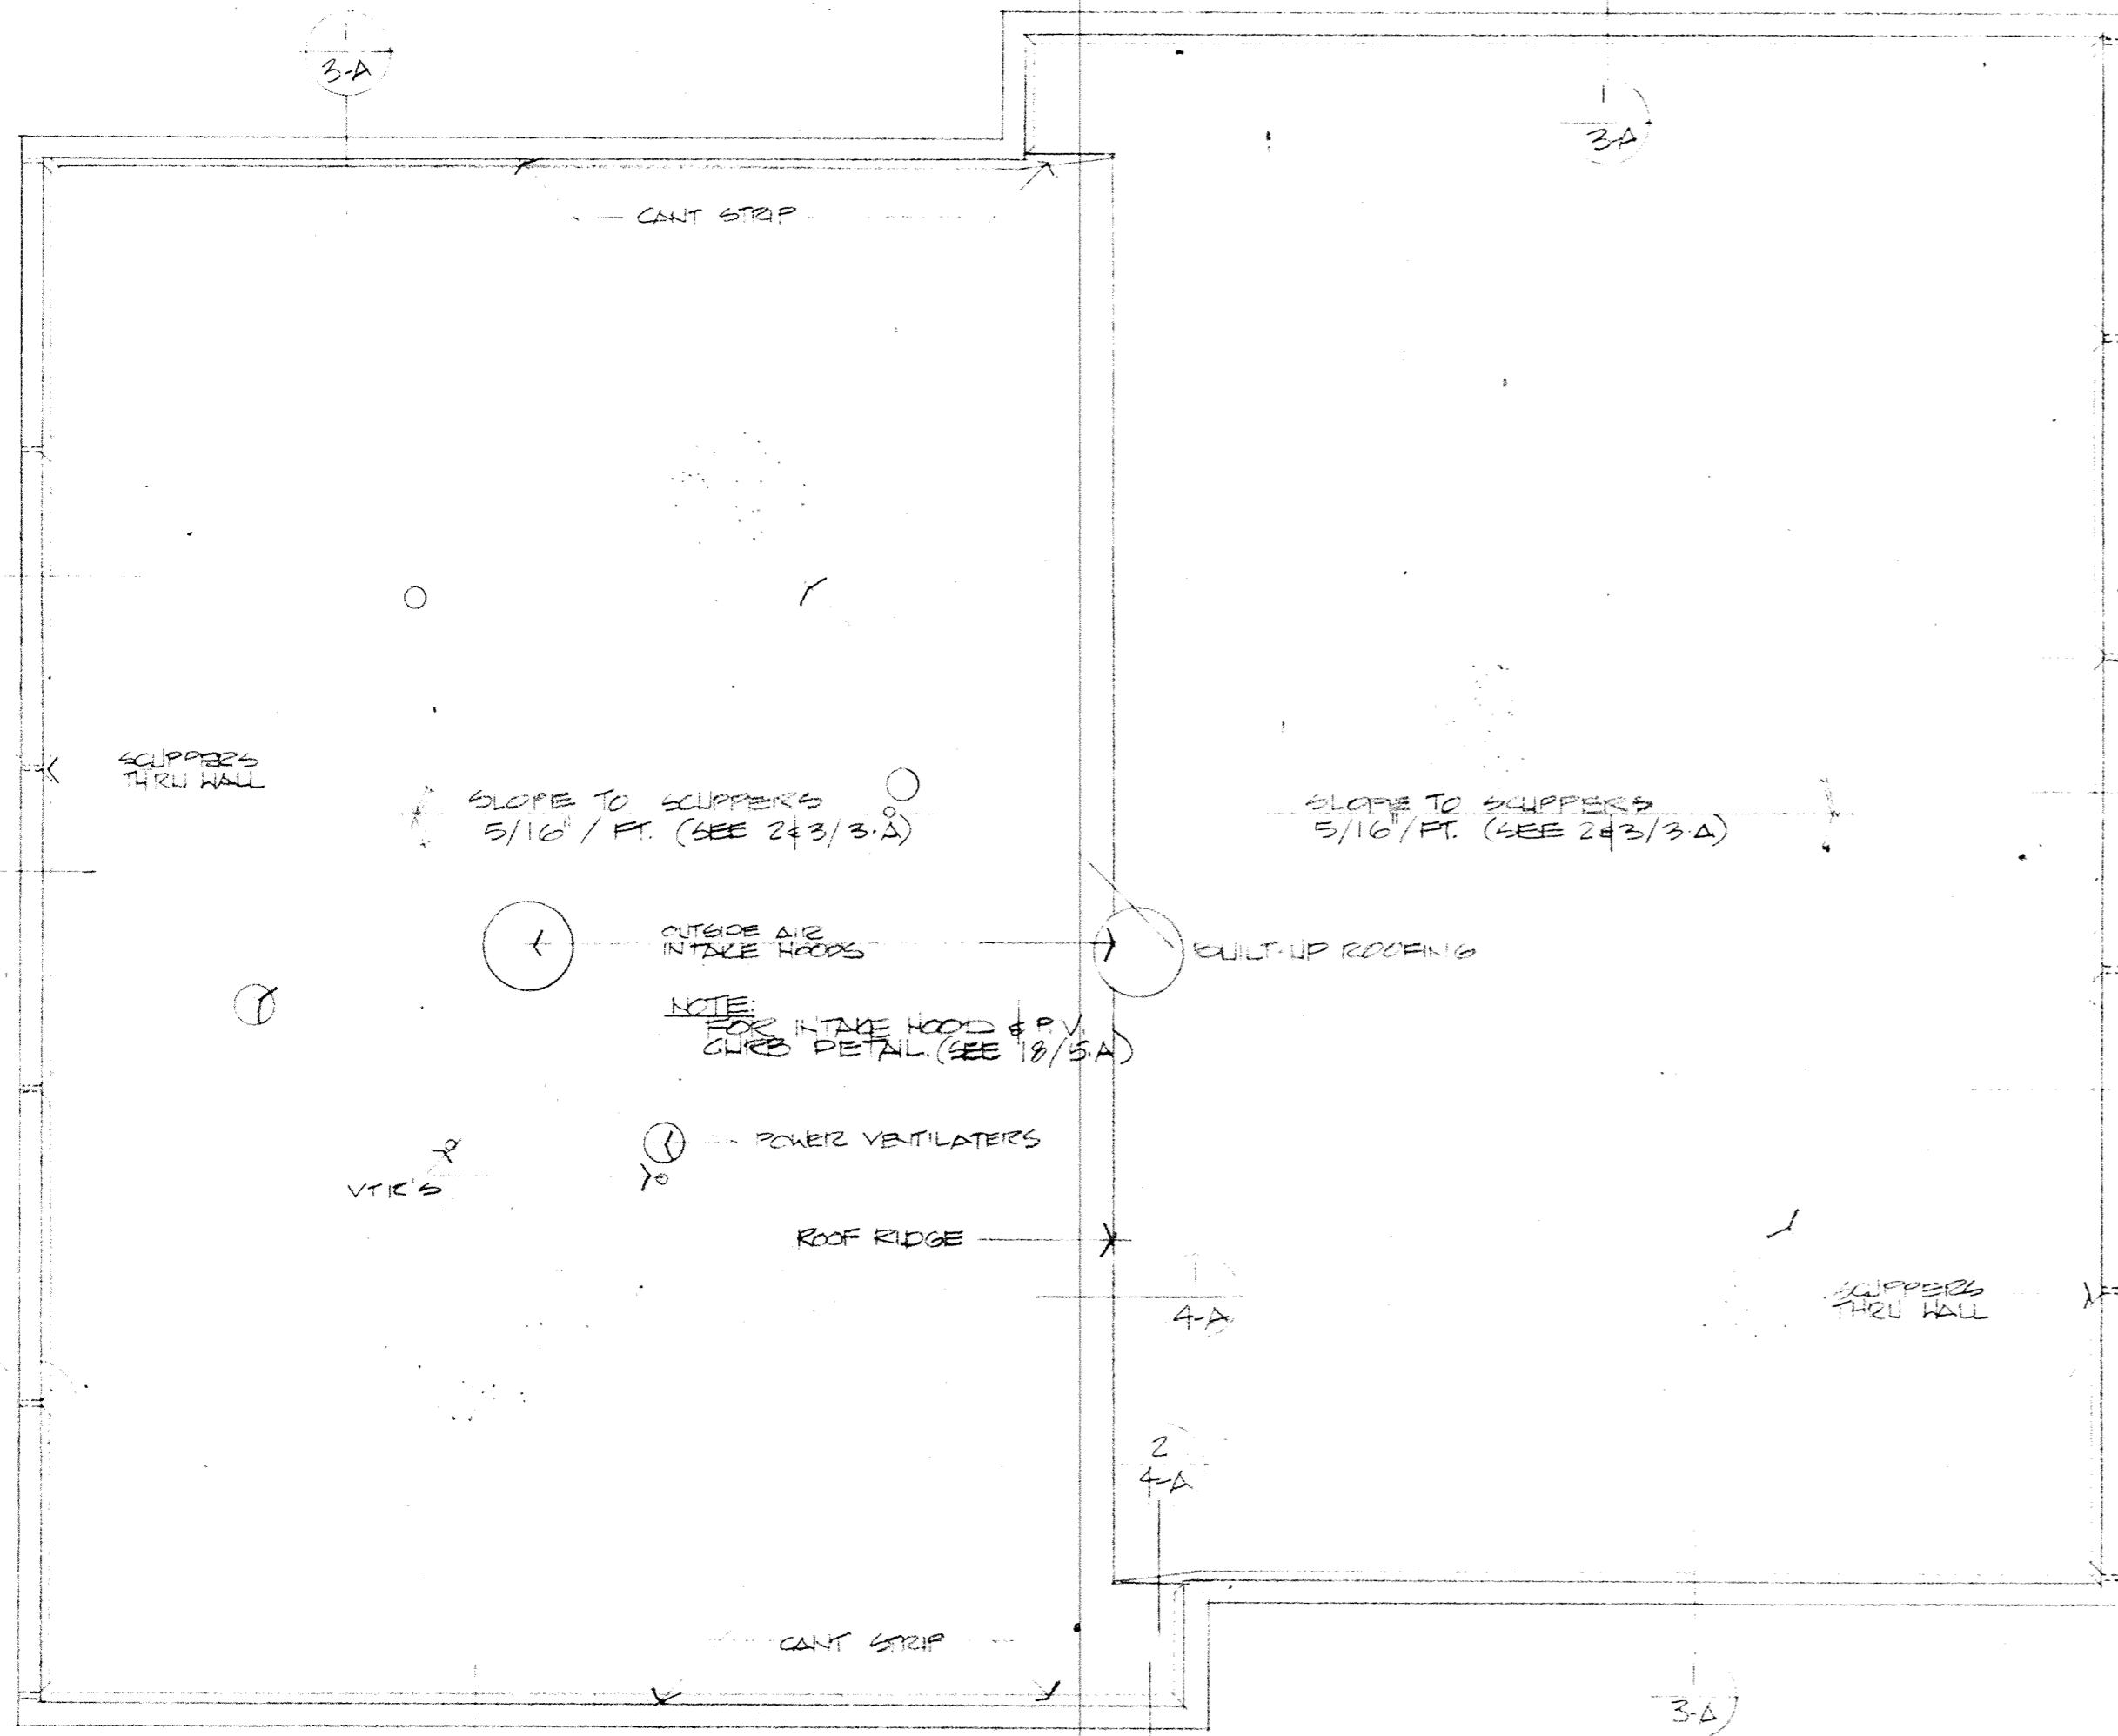 1
3-A
1
3-A
CANT STRIP
SCUPPERS
THRU WALL
SLOPE TO SCUPPERS
5/16" / FT. (SEE 2&3/3·A)
SLOPE TO SCUPPERS
5/16"/FT. (SEE 2&3/3·A)
OUTSIDE AIR
INTAKE HOODS
BUILT-UP ROOFING
NOTE:
FOR INTAKE HOOD & P.V.
CURB DETAIL. (SEE 18/5.A)
POWER VENTILATERS
VTR'S
ROOF RIDGE
1
4-A
SCUPPERS
THRU WALL
2
4-A
CANT STRIP
1
3-A